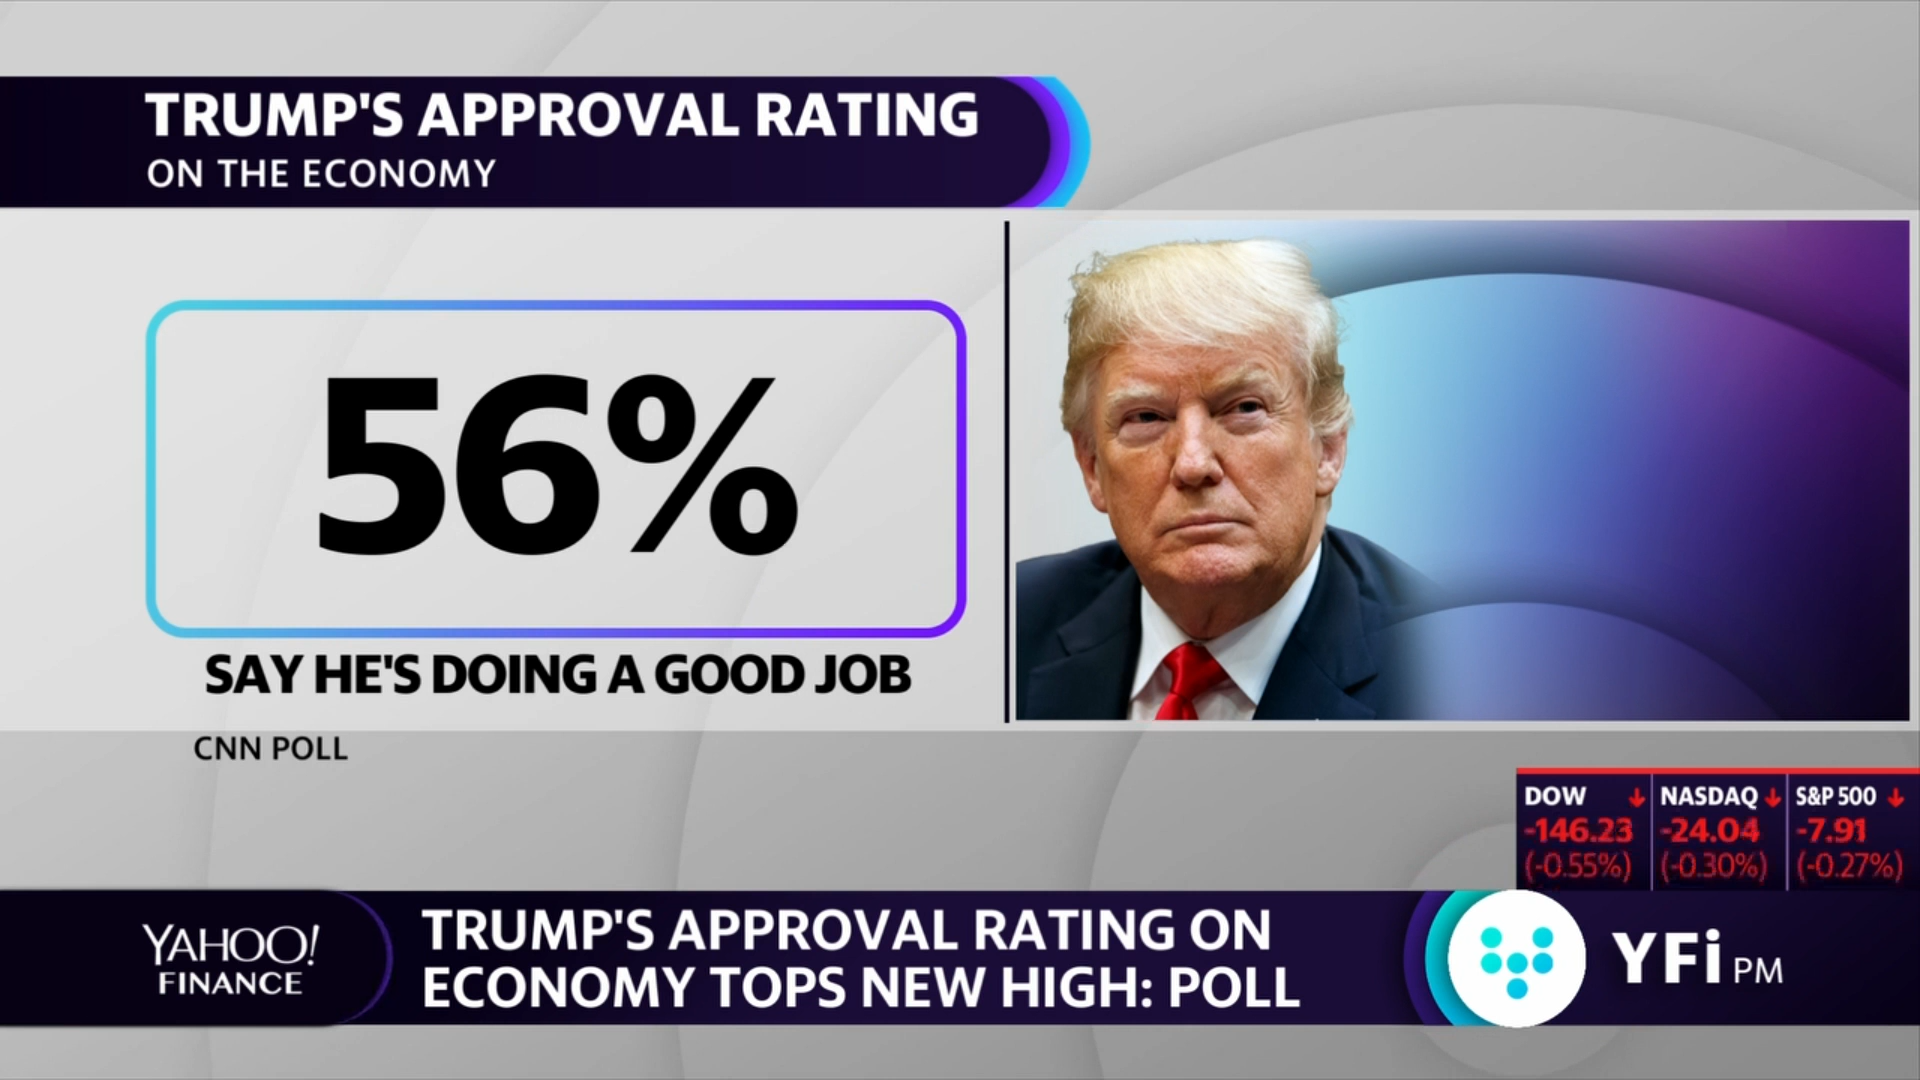 TRUMP'S APPROVAL RATING
ON THE ECONOMY
56%
SAY HE'S DOING A GOOD JOB
CNN POLL
DOW NASDAQ S&P 500
-146.23 -24.04 -7.91
(-0.55%) (-0.30%) (-0.27%)
YAHOO!
FINANCE
TRUMP'S APPROVAL RATING ON
ECONOMY TOPS NEW HIGH: POLL
YFi PM